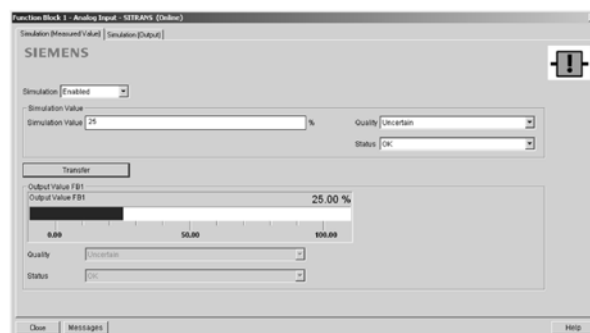 Function Block 1 - Analog Input - SITRANS (Online)
Simulation (Measured Value) Simulation (Output)
SIEMENS
Simulation Enabled
Simulation Value
Simulation Value 25 % Quality Uncertain
Status OK
Transfer
Output Value FB1
Output Value FB1 25.00 %
0.00 50.00 100.00
Quality Uncertain
Status OK
Close Messages Help